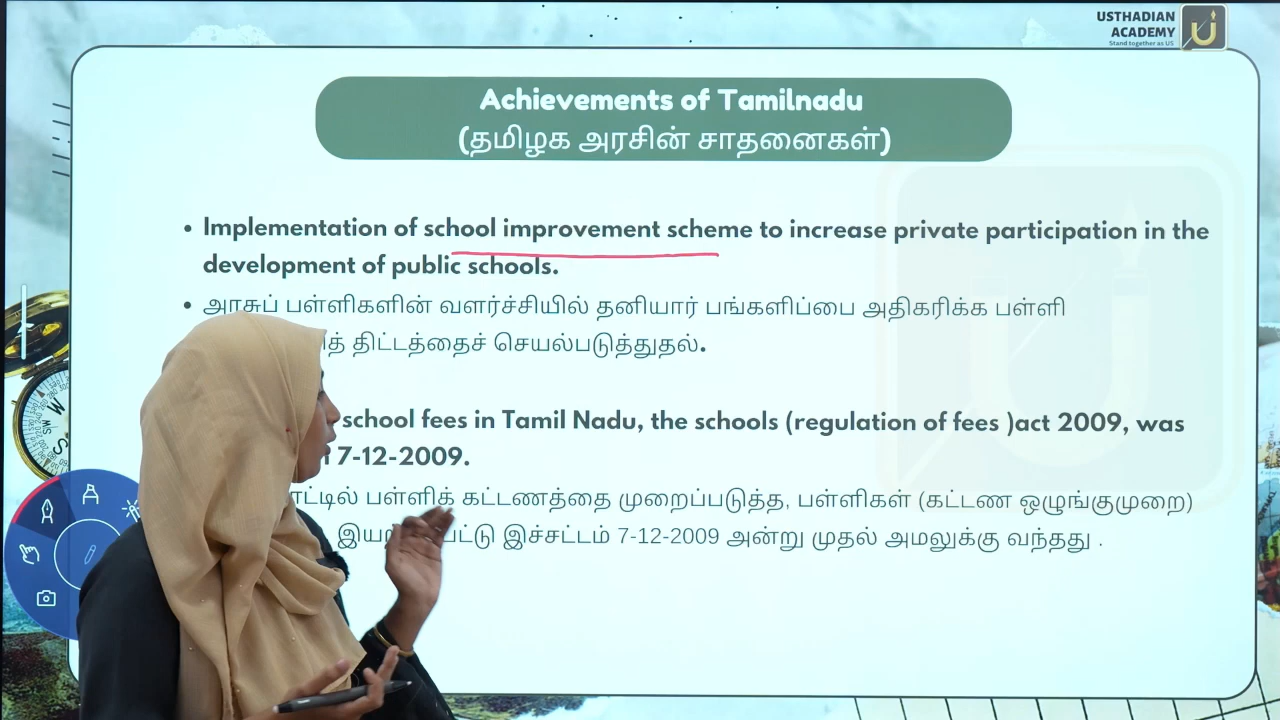 USTHADIAN
ACADEMY
Stand together as US
Achievements of Tamilnadu
(தமிழக அரசின் சாதனைகள்)
• Implementation of school improvement scheme to increase private participation in the
development of public schools.
• அரசுப் பள்ளிகளின் வளர்ச்சியில் தனியார் பங்களிப்பை அதிகரிக்க பள்ளி
திட்டத்தைச் செயல்படுத்துதல்.
school fees in Tamil Nadu, the schools (regulation of fees )act 2009, was
7-12-2009.
பள்ளிக் கட்டணத்தை முறைப்படுத்த, பள்ளிகள் (கட்டண ஒழுங்குமுறை)
இச்சட்டம் 7-12-2009 அன்று முதல் அமலுக்கு வந்தது .